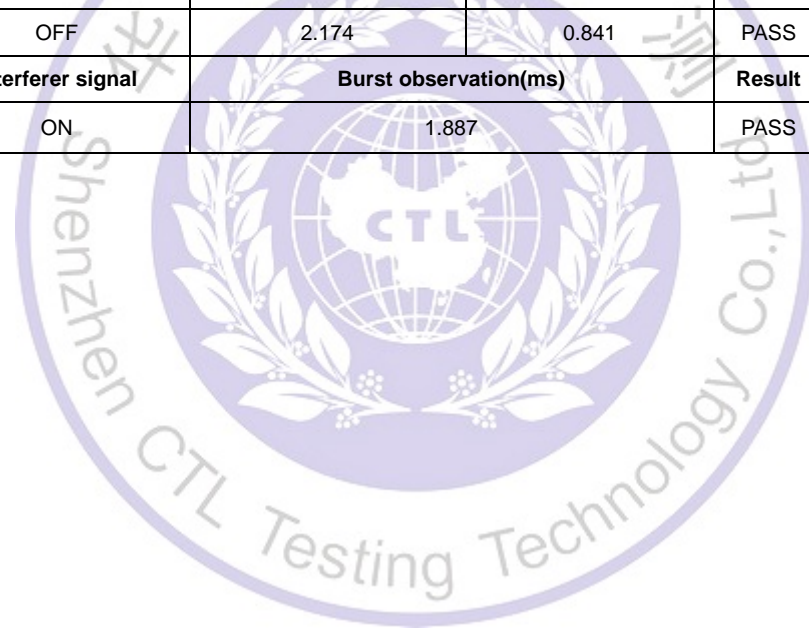 OFF 2.174 0.841 PASS
erferer signal Burst observation(ms) Result
ON 1.887 PASS
CTL
Shenzhen CTL Testing Technology Co.,Ltd
测